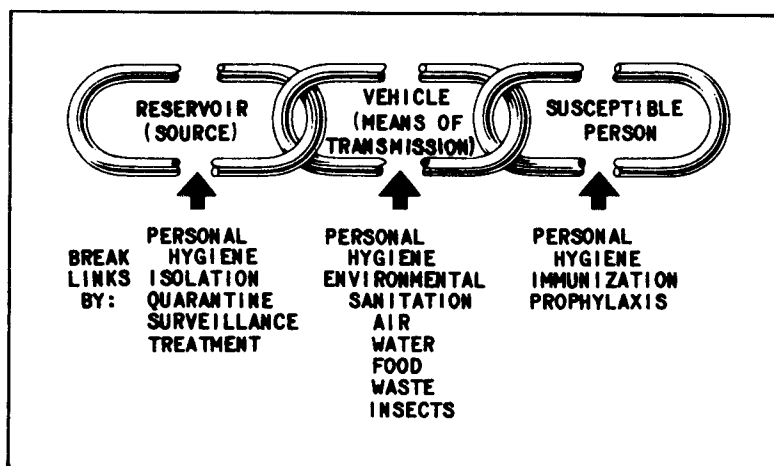 RESERVOIR
(SOURCE)
VEHICLE
(MEANS OF
TRANSMISSION)
SUSCEPTIBLE
PERSON
BREAK
LINKS
BY:
PERSONAL
HYGIENE
ISOLATION
QUARANTINE
SURVEILLANCE
TREATMENT
PERSONAL
HYGIENE
ENVIRONMENTAL
SANITATION
AIR
WATER
FOOD
WASTE
INSECTS
PERSONAL
HYGIENE
IMMUNIZATION
PROPHYLAXIS